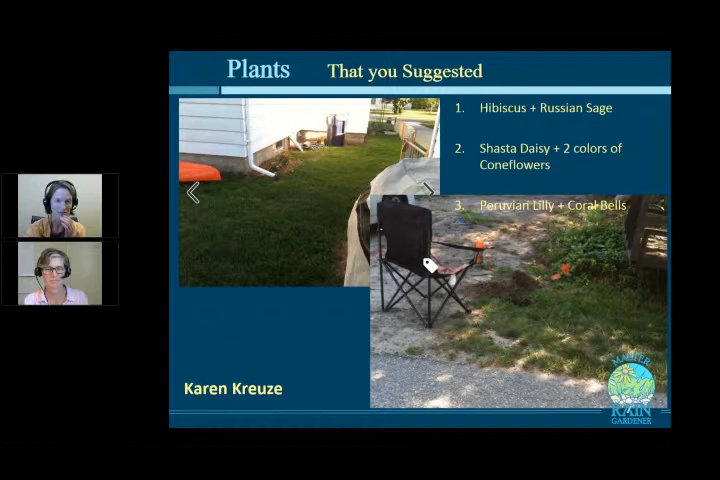 Plants That you Suggested
1. Hibiscus + Russian Sage
2. Shasta Daisy + 2 colors of
Coneflowers
3. Peruvian Lilly + Coral Bells
Karen Kreuze
MASTER
RAIN
GARDENER